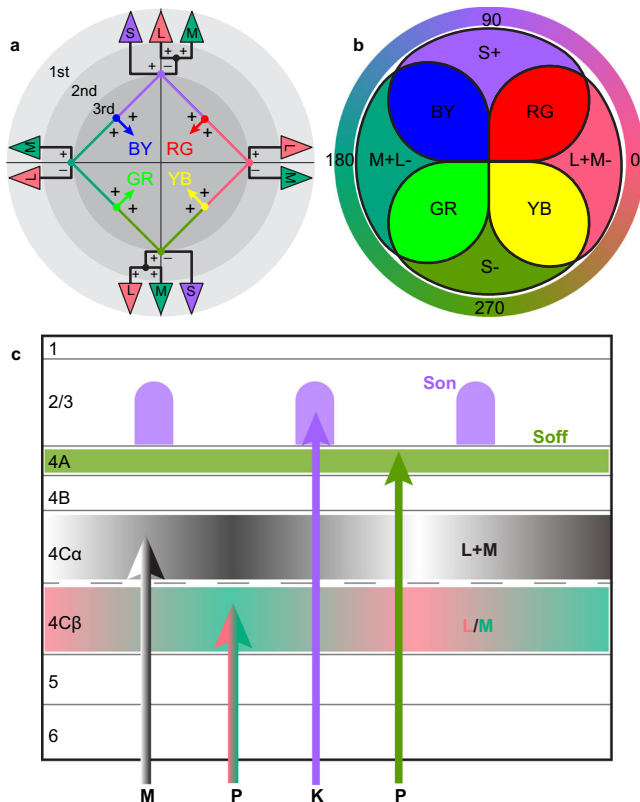 a
S L M
+ −
+ +
1st
2nd
3rd
+ + + +
BY RG
M L
+ −
L M
+ −
GR YB
+ + + +
+ −
+ +
L M S
b
90
S+
BY RG
180 M+L- L+M- 0
GR YB
S-
270
c
1
2/3
Son
Soff
4A
4B
4Cα
L+M
4Cβ
L/M
5
6
M P K P